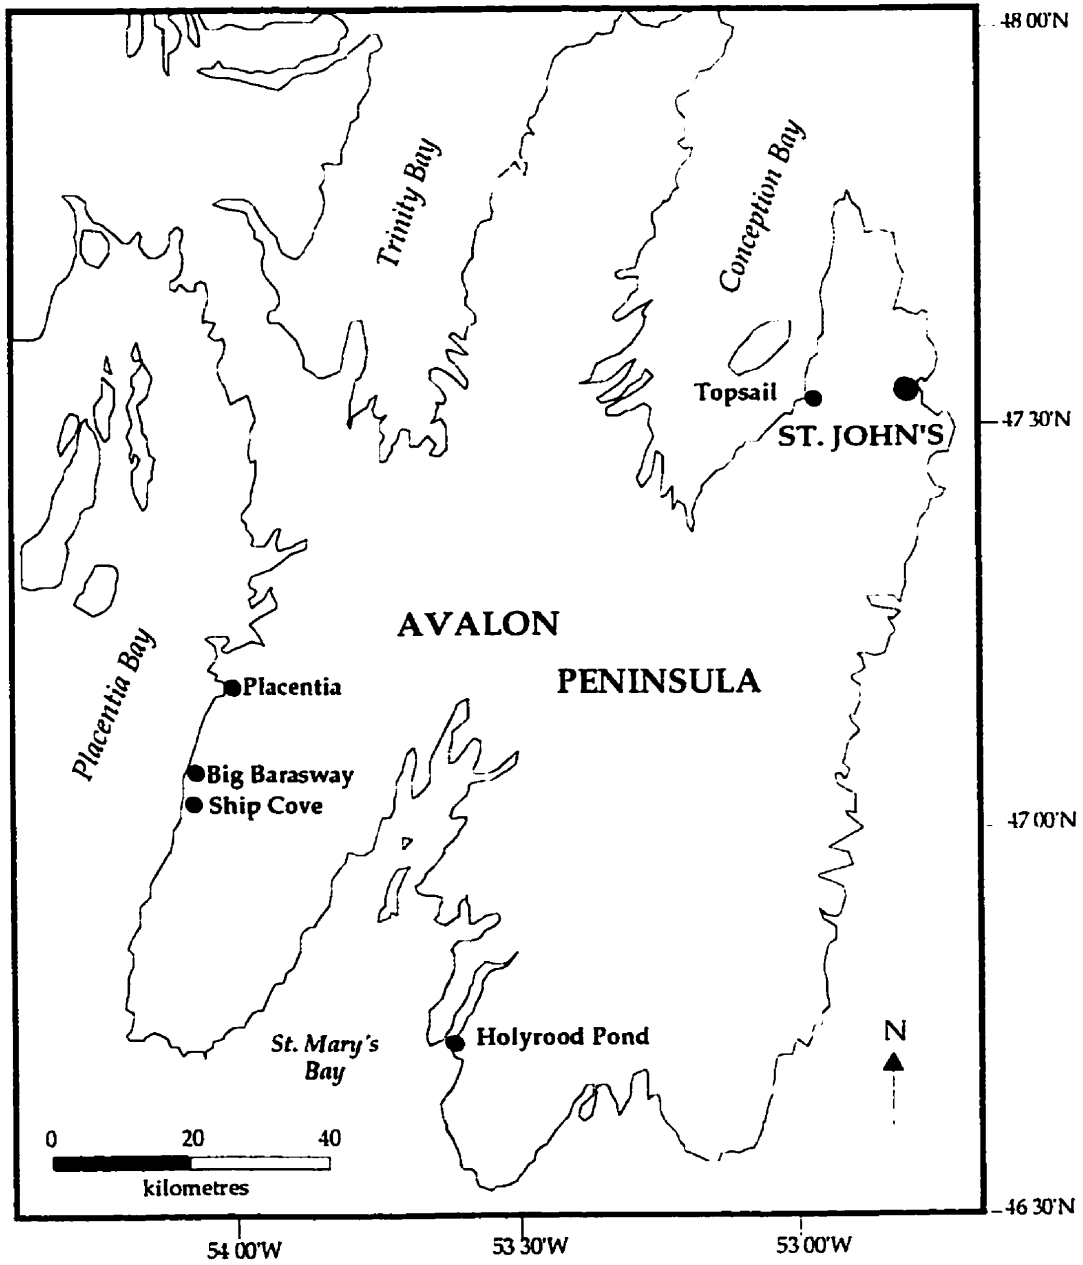 48 00'N
Trinity Bay
Conception Bay
Topsail
ST. JOHN'S
47 30'N
AVALON
PENINSULA
Placentia Bay
Placentia
Big Barasway
Ship Cove
47 00'N
St. Mary's
Bay
Holyrood Pond
N
0 20 40
kilometres
46 30'N
54 00'W 53 30'W 53 00'W